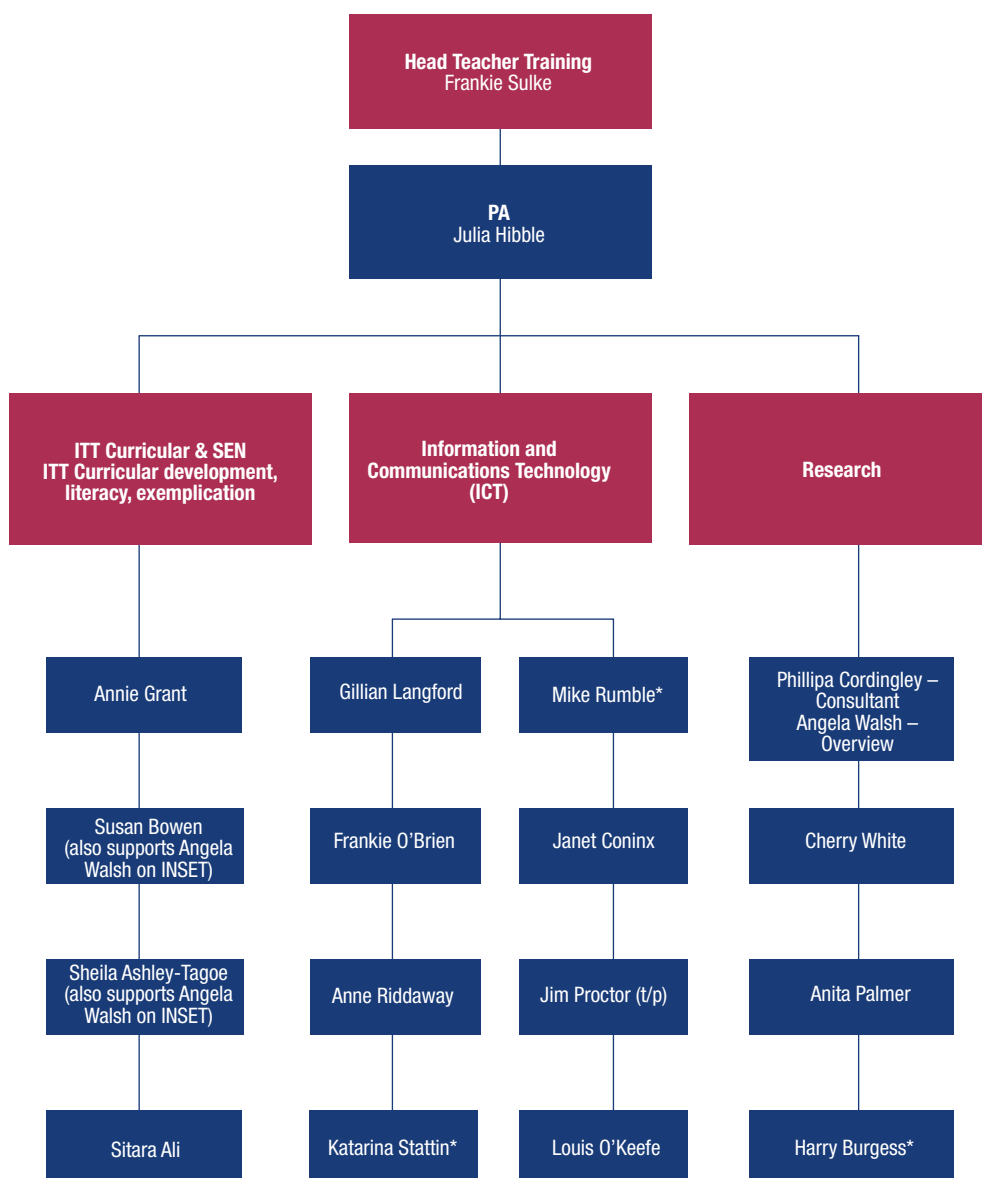 Head Teacher Training
Frankie Sulke
PA
Julia Hibble
ITT Curricular & SEN
ITT Curricular development,
literacy, exemplication
Information and
Communications Technology
(ICT)
Research
Annie Grant
Gillian Langford
Mike Rumble*
Phillipa Cordingley –
Consultant
Angela Walsh –
Overview
Susan Bowen
(also supports Angela
Walsh on INSET)
Frankie O’Brien
Janet Coninx
Cherry White
Sheila Ashley-Tagoe
(also supports Angela
Walsh on INSET)
Anne Riddaway
Jim Proctor (t/p)
Anita Palmer
Sitara Ali
Katarina Stattin*
Louis O’Keefe
Harry Burgess*